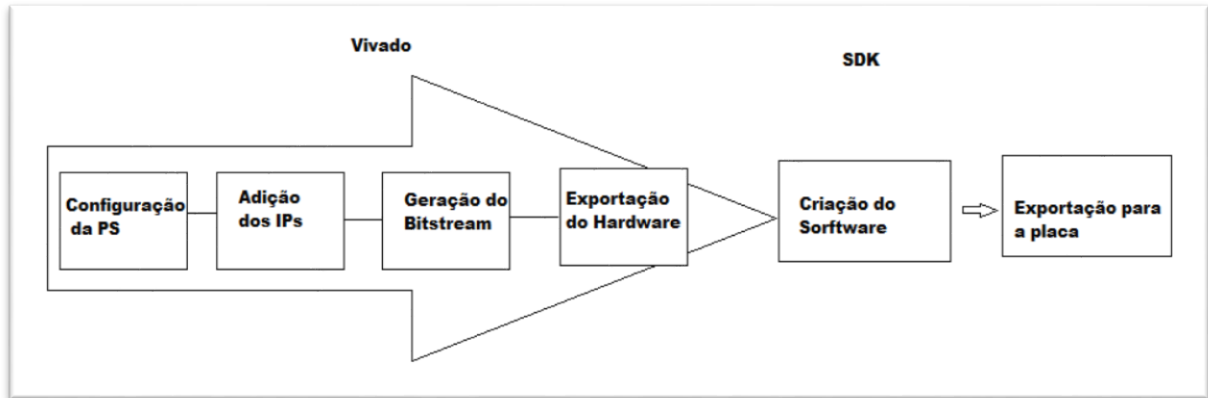 Vivado
SDK
Configuração
da PS
Adição
dos IPs
Geração do
Bitstream
Exportação
do Hardware
Criação do
Sorftware
Exportação para
a placa